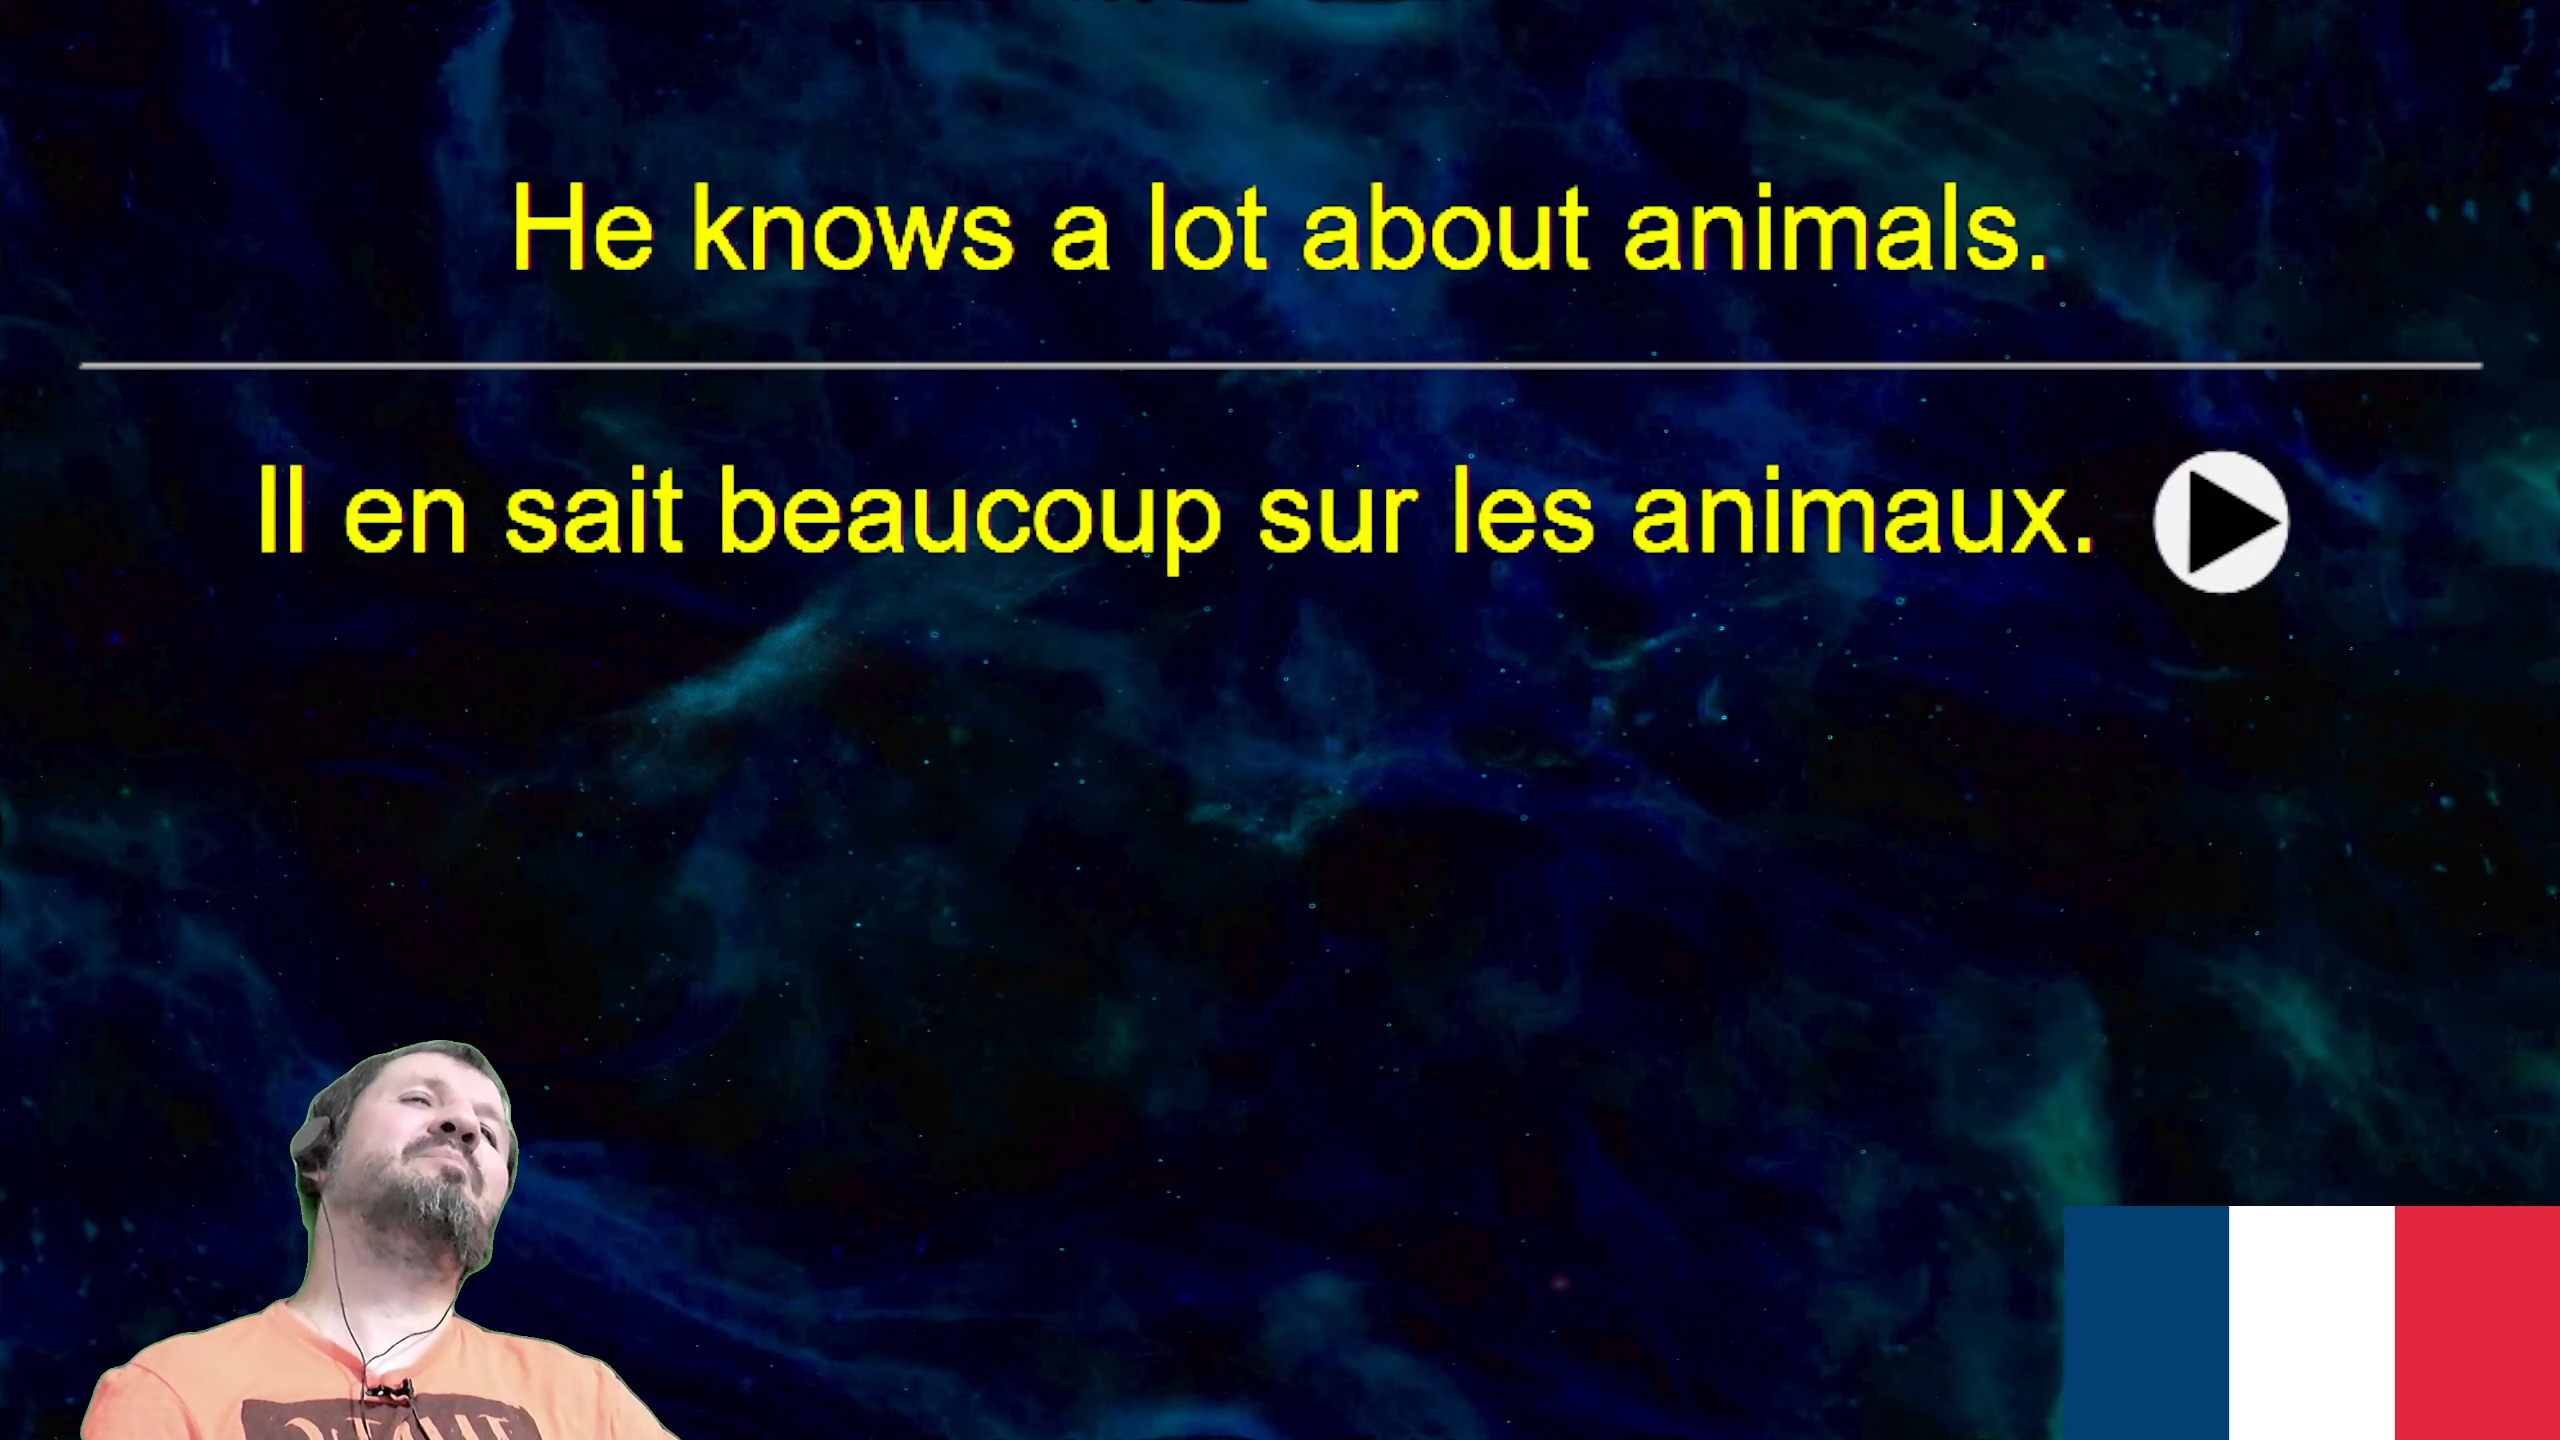 He knows a lot about animals.
Il en sait beaucoup sur les animaux.